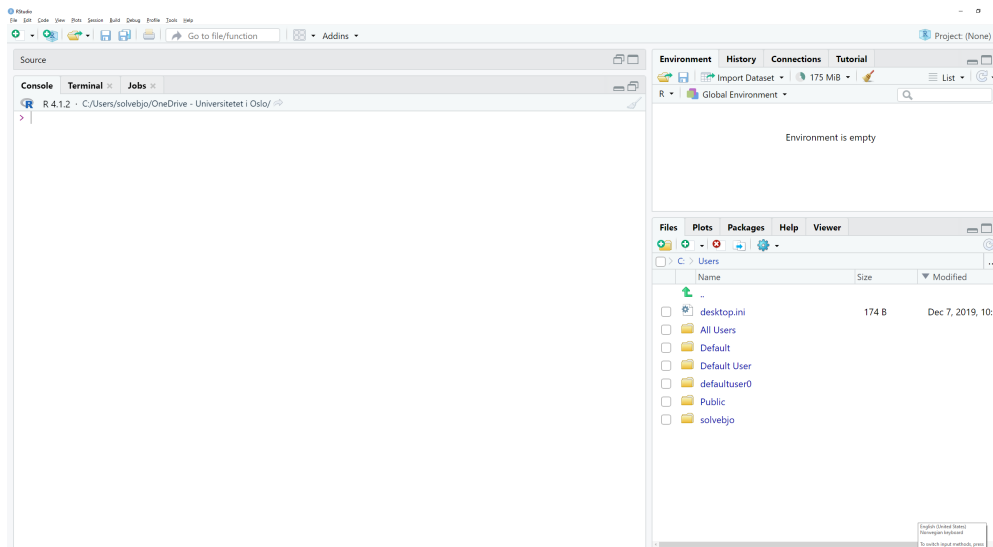 RStudio
File Edit Code View Plots Session Build Debug Profile Tools Help
Go to file/function Addins Project: (None)
Source
Console Terminal Jobs
R 4.1.2 · C:/Users/solvebjo/OneDrive - Universitetet i Oslo/
>
Environment History Connections Tutorial
Import Dataset 175 MiB List
R Global Environment
Environment is empty
Files Plots Packages Help Viewer
C: > Users
Name Size Modified
..
desktop.ini 174 B Dec 7, 2019, 10:
All Users
Default
Default User
defaultuser0
Public
solvebjo
English (United States)
Norwegian keyboard
To switch input methods, press